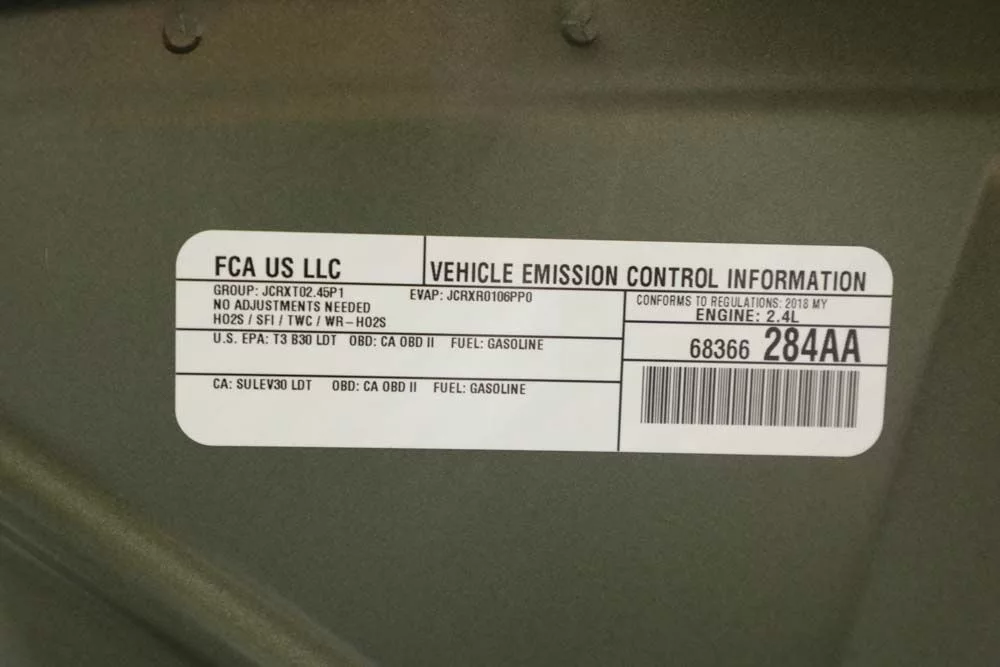 FCA US LLC
VEHICLE EMISSION CONTROL INFORMATION
GROUP: JCRXT02.45P1 EVAP: JCRXR0106PP0
NO ADJUSTMENTS NEEDED
HO2S / SFI / TWC / WR-HO2S
CONFORMS TO REGULATIONS: 2018 MY
ENGINE: 2.4L
U.S. EPA: T3 B30 LDT OBD: CA OBD II FUEL: GASOLINE
68366 284AA
CA: SULEV30 LDT OBD: CA OBD II FUEL: GASOLINE